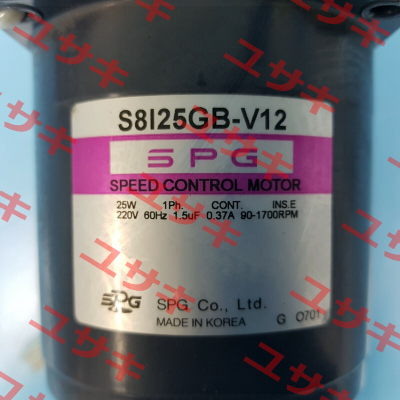 S8I25GB-V12
SPG
SPEED CONTROL MOTOR
25W 1Ph. CONT. INS.E
220V 60Hz 1.5uF 0.37A 90-1700RPM
SPG SPG Co., Ltd.
MADE IN KOREA G O701
ユサキ